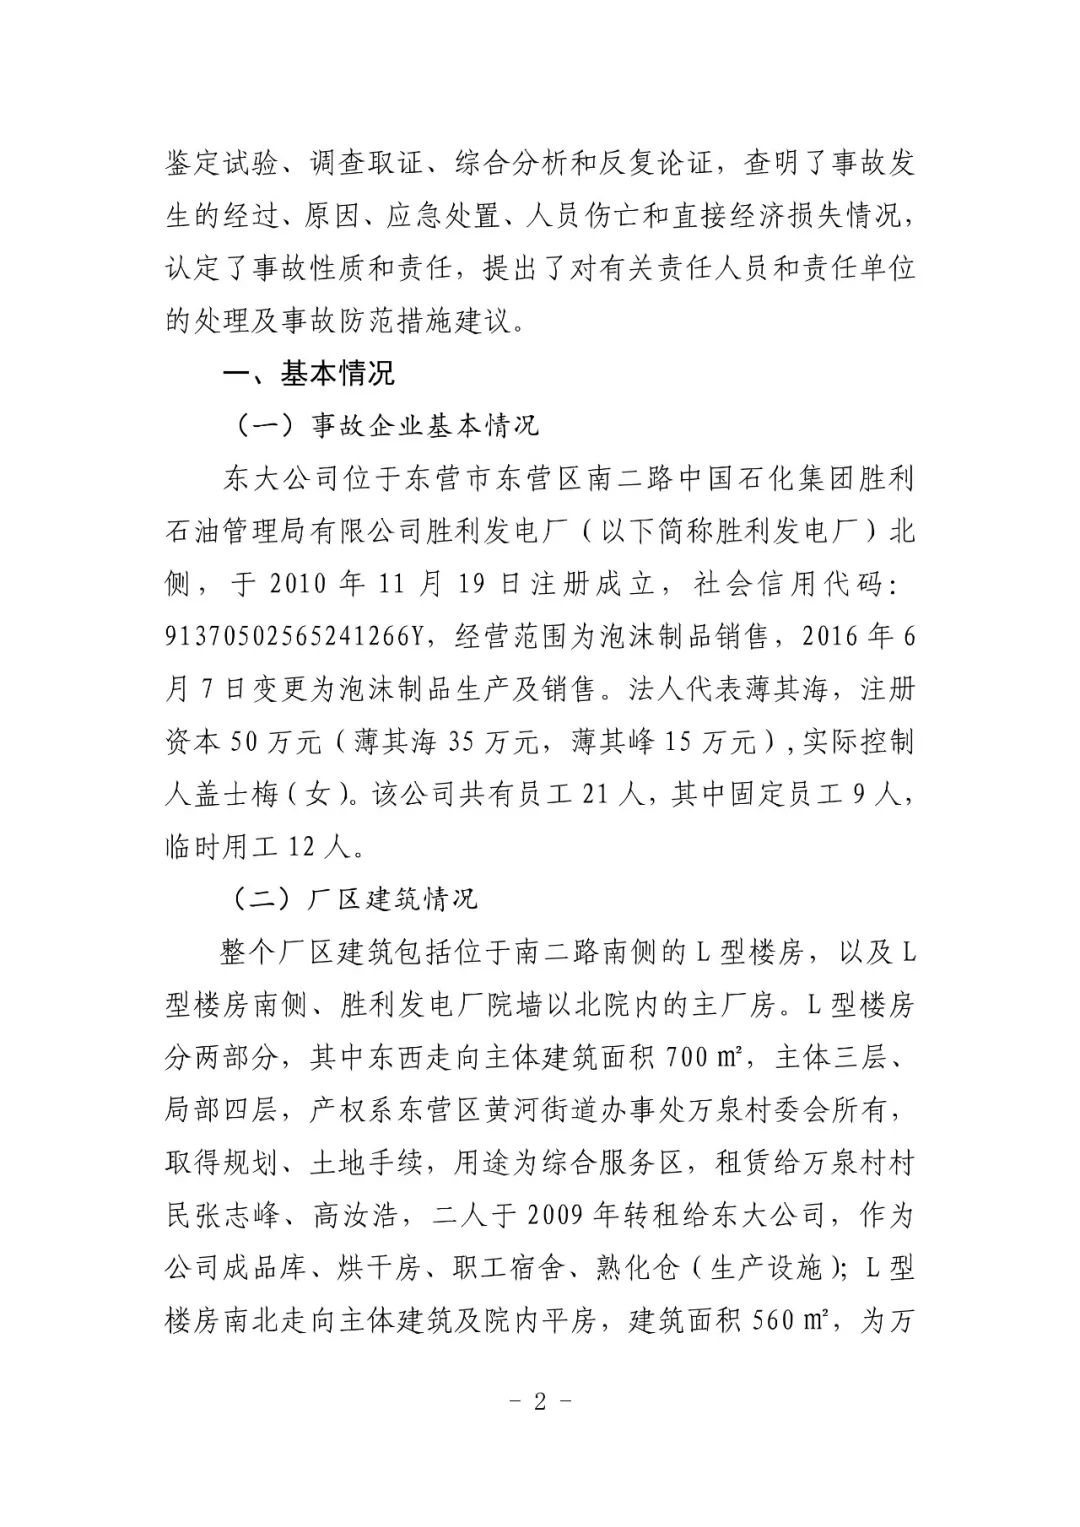 鉴定试验、调查取证、综合分析和反复论证，查明了事故发
生的经过、原因、应急处置、人员伤亡和直接经济损失情况，
认定了事故性质和责任，提出了对有关责任人员和责任单位
的处理及事故防范措施建议。
一、基本情况
（一）事故企业基本情况
东大公司位于东营市东营区南二路中国石化集团胜利
石油管理局有限公司胜利发电厂（以下简称胜利发电厂）北
侧，于 2010 年 11 月 19 日注册成立，社会信用代码：
91370502565241266Y，经营范围为泡沫制品销售，2016 年 6
月 7 日变更为泡沫制品生产及销售。法人代表薄其海，注册
资本 50 万元（薄其海 35 万元，薄其峰 15 万元）,实际控制
人盖士梅（女）。该公司共有员工 21 人，其中固定员工 9 人，
临时用工 12 人。
（二）厂区建筑情况
整个厂区建筑包括位于南二路南侧的 L 型楼房，以及 L
型楼房南侧、胜利发电厂院墙以北院内的主厂房。L 型楼房
分两部分，其中东西走向主体建筑面积 700 ㎡，主体三层、
局部四层，产权系东营区黄河街道办事处万泉村委会所有，
取得规划、土地手续，用途为综合服务区，租赁给万泉村村
民张志峰、高汝浩，二人于 2009 年转租给东大公司，作为
公司成品库、烘干房、职工宿舍、熟化仓（生产设施）；L 型
楼房南北走向主体建筑及院内平房，建筑面积 560 ㎡，为万
- 2 -